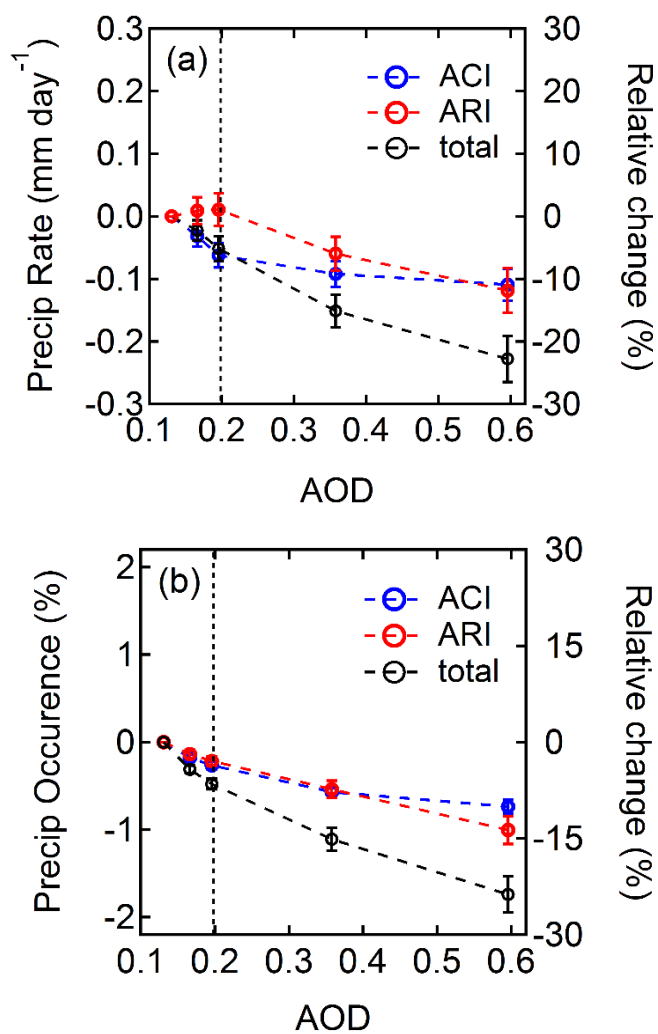 (a)
ACI
ARI
total
Precip Rate (mm day-1)
0.3
0.2
0.1
0.0
-0.1
-0.2
-0.3
30
20
10
0
-10
-20
-30
Relative change (%)
0.1 0.2 0.3 0.4 0.5 0.6
AOD
(b)
ACI
ARI
total
Precip Occurence (%)
2
1
0
-1
-2
30
15
0
-15
-30
Relative change (%)
0.1 0.2 0.3 0.4 0.5 0.6
AOD